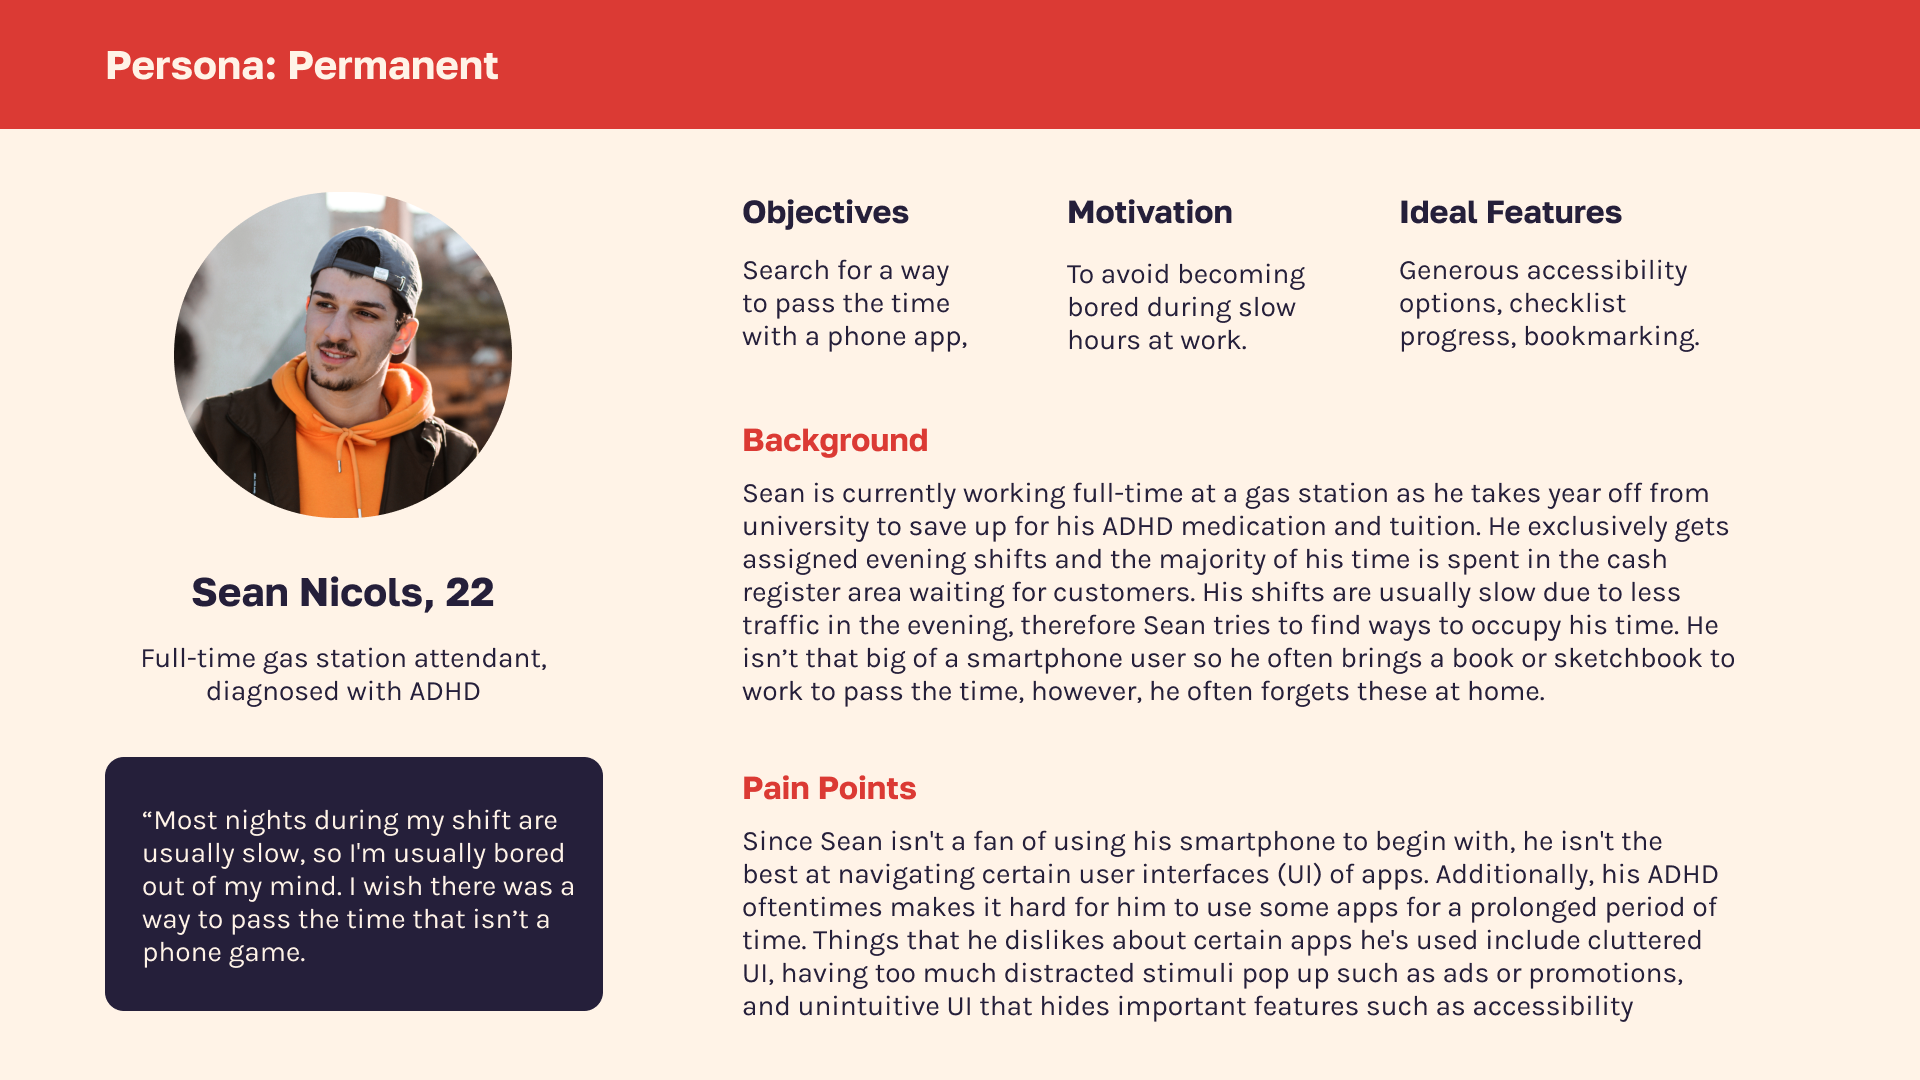 Persona: Permanent
Sean Nicols, 22
Full-time gas station attendant,
diagnosed with ADHD
“Most nights during my shift are
usually slow, so I'm usually bored
out of my mind. I wish there was a
way to pass the time that isn’t a
phone game.
Objectives
Search for a way
to pass the time
with a phone app,
Motivation
To avoid becoming
bored during slow
hours at work.
Ideal Features
Generous accessibility
options, checklist
progress, bookmarking.
Background
Sean is currently working full-time at a gas station as he takes year off from
university to save up for his ADHD medication and tuition. He exclusively gets
assigned evening shifts and the majority of his time is spent in the cash
register area waiting for customers. His shifts are usually slow due to less
traffic in the evening, therefore Sean tries to find ways to occupy his time. He
isn’t that big of a smartphone user so he often brings a book or sketchbook to
work to pass the time, however, he often forgets these at home.
Pain Points
Since Sean isn't a fan of using his smartphone to begin with, he isn't the
best at navigating certain user interfaces (UI) of apps. Additionally, his ADHD
oftentimes makes it hard for him to use some apps for a prolonged period of
time. Things that he dislikes about certain apps he's used include cluttered
UI, having too much distracted stimuli pop up such as ads or promotions,
and unintuitive UI that hides important features such as accessibility